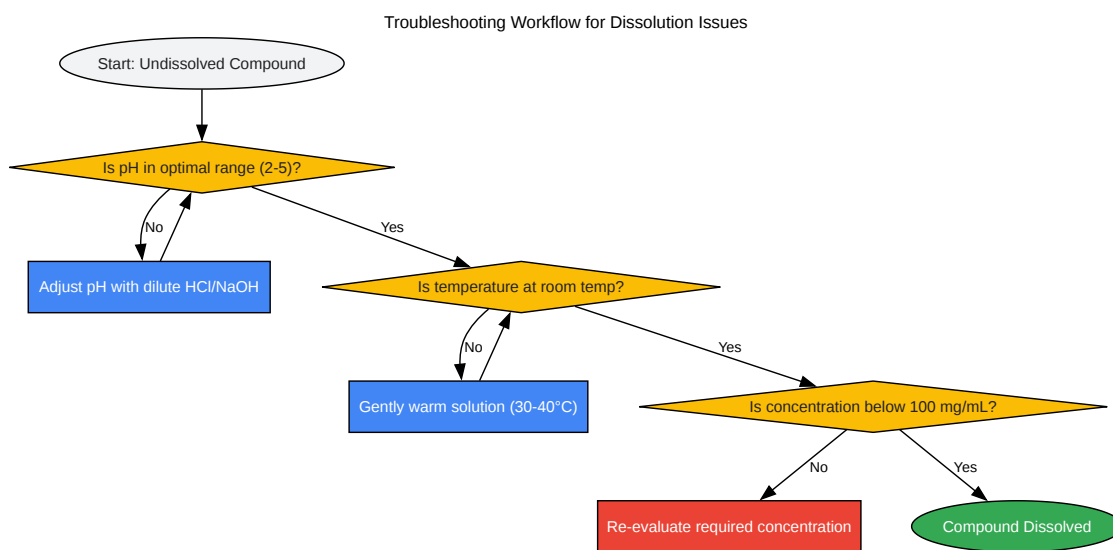 Troubleshooting Workflow for Dissolution Issues
Start: Undissolved Compound
Is pH in optimal range (2-5)?
No
Yes
Adjust pH with dilute HCl/NaOH
Is temperature at room temp?
No
Yes
Gently warm solution (30-40°C)
Is concentration below 100 mg/mL?
No
Yes
Re-evaluate required concentration
Compound Dissolved